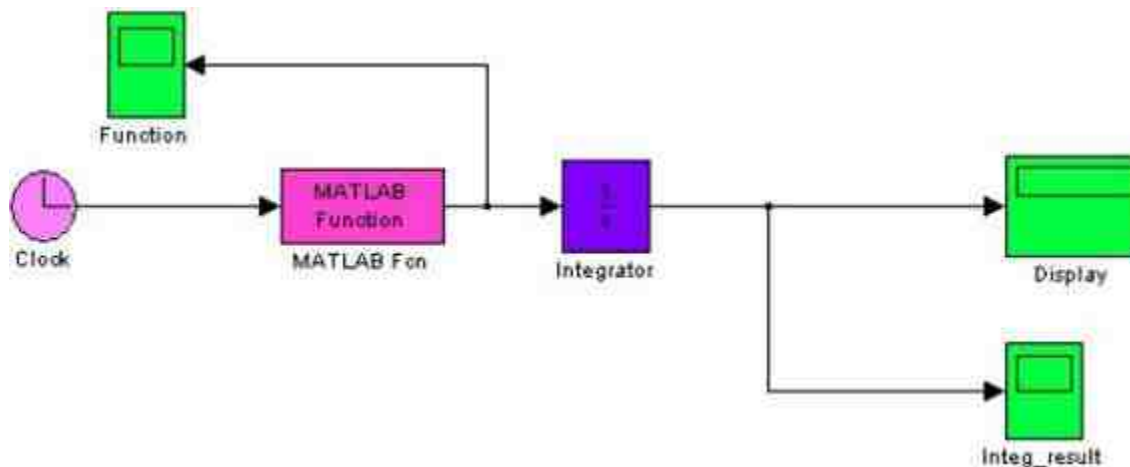 Function
Clock
MATLAB
Function
MATLAB Fcn
Integrator
Display
Integ_result